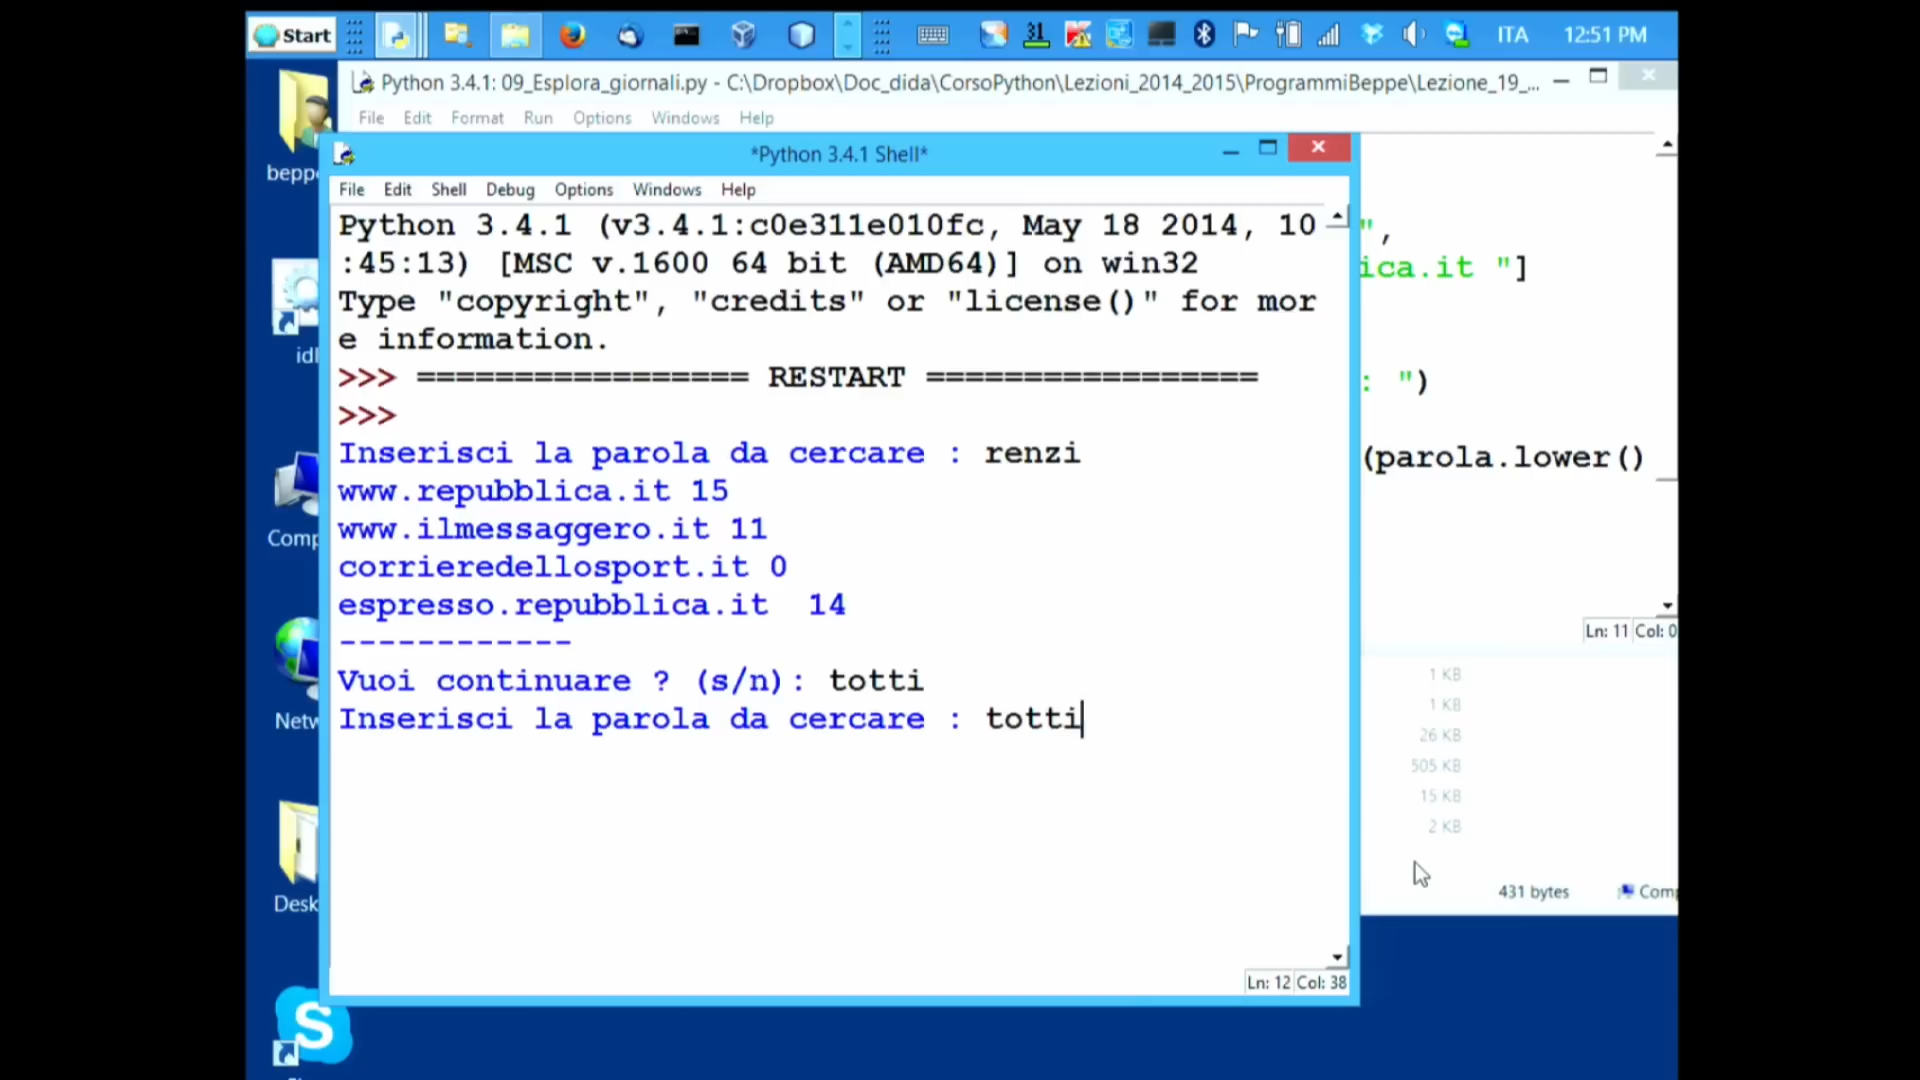 Start
31
ITA
12:51 PM
Python 3.4.1: 09_Esplora_giornali.py - C:\Dropbox\Doc_dida\CorsoPython\Lezioni_2014_2015\ProgrammiBeppe\Lezione_19_...
File Edit Format Run Options Windows Help
*Python 3.4.1 Shell*
File Edit Shell Debug Options Windows Help
Python 3.4.1 (v3.4.1:c0e311e010fc, May 18 2014, 10
:45:13) [MSC v.1600 64 bit (AMD64)] on win32
Type "copyright", "credits" or "license()" for mor
e information.
>>> ================= RESTART =================
>>>
Inserisci la parola da cercare : renzi
www.repubblica.it 15
www.ilmessaggero.it 11
corrieredellosport.it 0
espresso.repubblica.it  14
------------
Vuoi continuare ? (s/n): totti
Inserisci la parola da cercare : totti
Ln: 12 Col: 38
",
ica.it "]
: ")
(parola.lower()
Ln: 11 Col: 0
1 KB
1 KB
26 KB
505 KB
15 KB
2 KB
431 bytes
Comp
bepp
idl
Comp
Netw
Desk
S